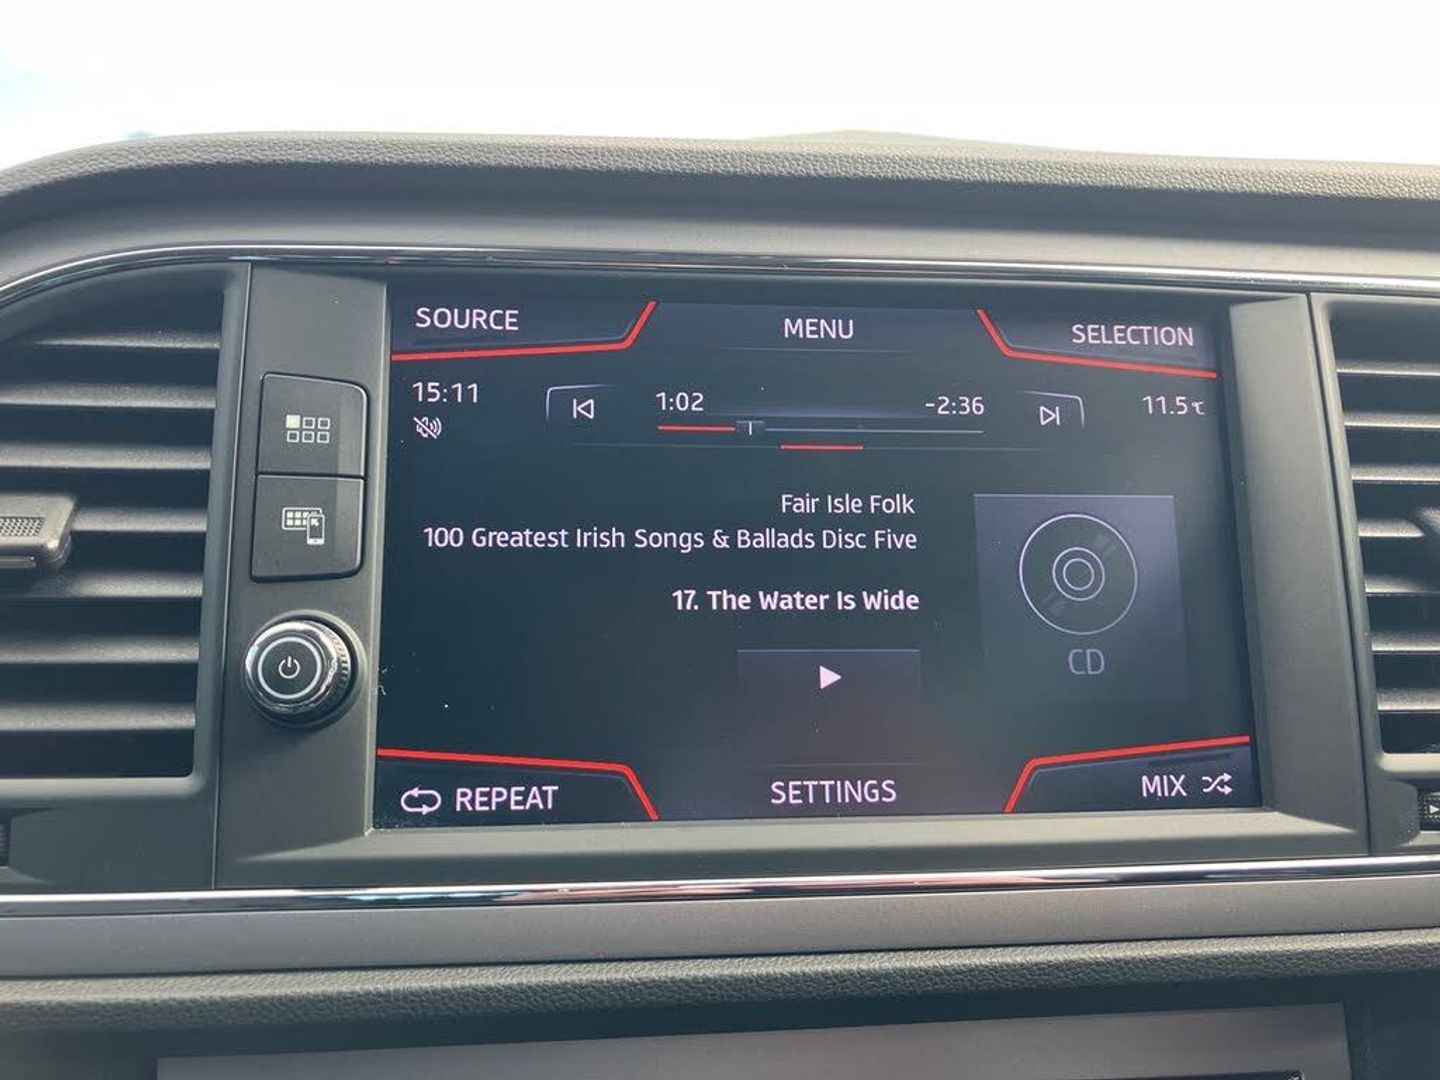 SOURCE
MENU
SELECTION
15:11
1:02
-2:36
11.5℃
Fair Isle Folk
100 Greatest Irish Songs & Ballads Disc Five
17. The Water Is Wide
CD
REPEAT
SETTINGS
MIX